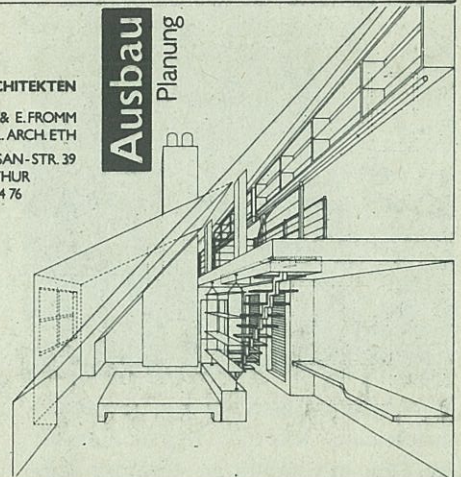 CHITEKTEN
& E. FROMM
. ARCH. ETH
SAN-STR. 39
THUR
4 76
Ausbau
Planung